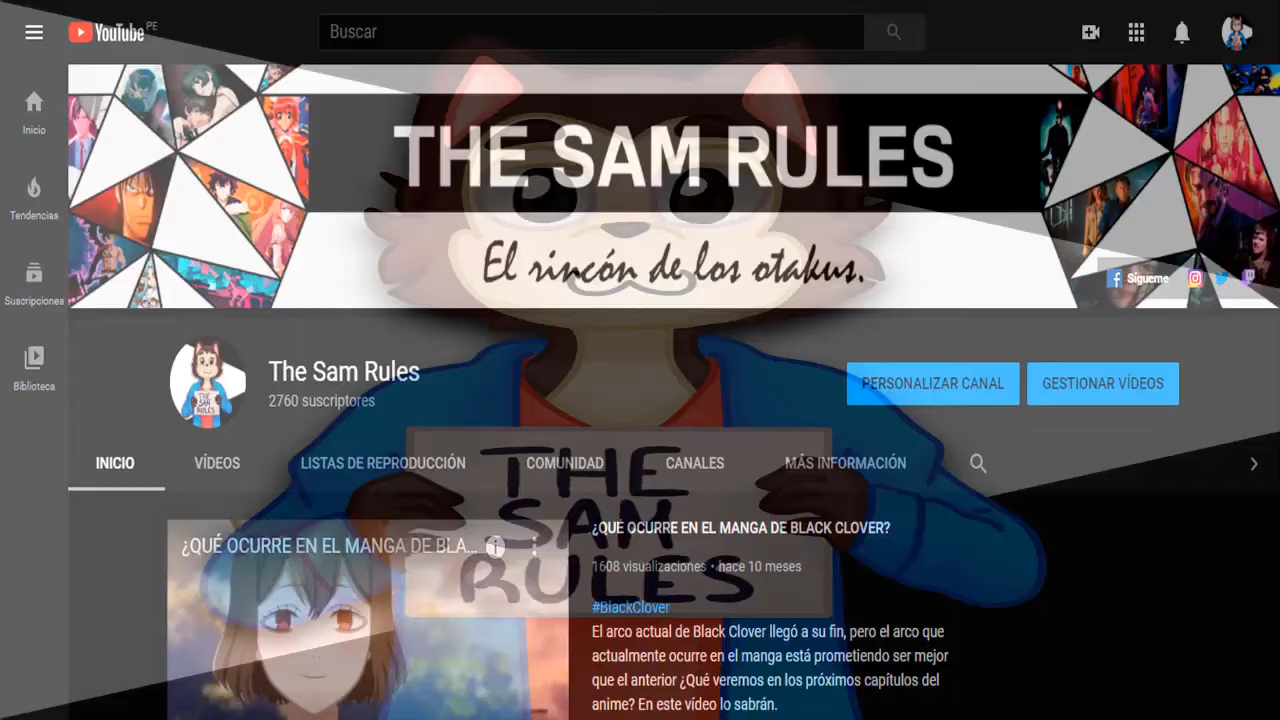 YouTube PE
Buscar
Inicio
Tendencias
Suscripciones
Biblioteca
THE SAM RULES
El rincón de los otakus.
Sígueme
The Sam Rules
2760 suscriptores
PERSONALIZAR CANAL
GESTIONAR VÍDEOS
INICIO
VÍDEOS
LISTAS DE REPRODUCCIÓN
COMUNIDAD
CANALES
MÁS INFORMACIÓN
THE
SAM
RULES
¿QUÉ OCURRE EN EL MANGA DE BLA...
¿QUÉ OCURRE EN EL MANGA DE BLACK CLOVER?
1608 visualizaciones • hace 10 meses
#BlackClover
El arco actual de Black Clover llegó a su fin, pero el arco que
actualmente ocurre en el manga está prometiendo ser mejor
que el anterior ¿Qué veremos en los próximos capítulos del
anime? En este vídeo lo sabrán.
THE
SAM
RULES